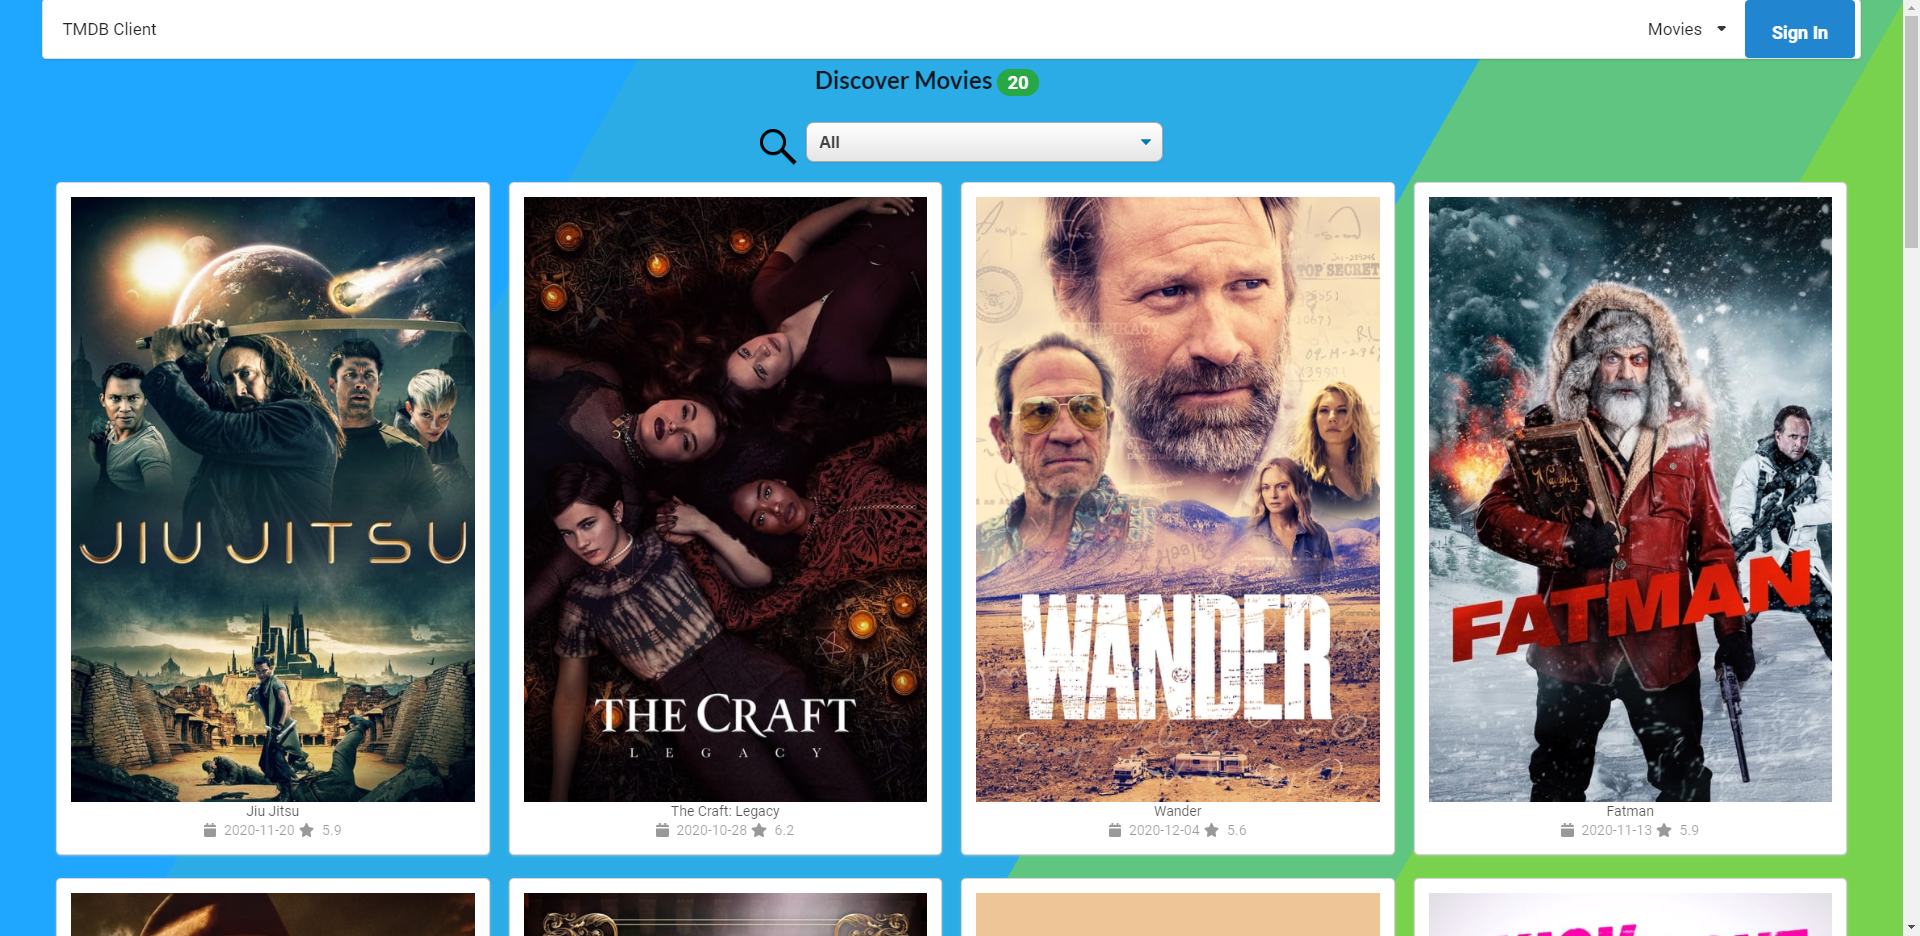 TMDB Client
Movies
Sign In
Discover Movies 20
All
JIU JITSU
THE CRAFT
LEGACY
TOP SECRET
CONSPIRACY
WANDER
Naughty
FATMAN
Jiu Jitsu
2020-11-20 5.9
The Craft: Legacy
2020-10-28 6.2
Wander
2020-12-04 5.6
Fatman
2020-11-13 5.9